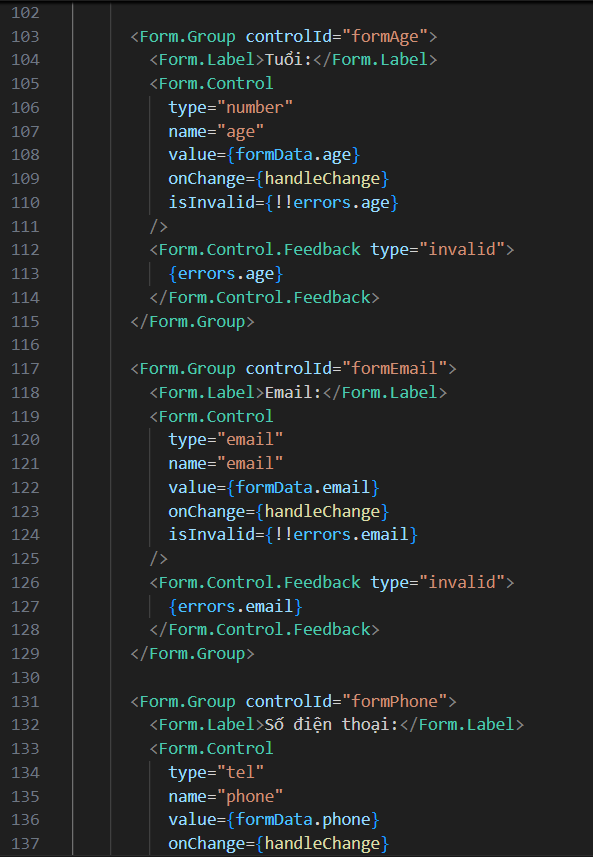 102
103 <Form.Group controlId="formAge">
104 <Form.Label>Tuổi:</Form.Label>
105 <Form.Control
106 type="number"
107 name="age"
108 value={formData.age}
109 onChange={handleChange}
110 isInvalid={!!errors.age}
111 />
112 <Form.Control.Feedback type="invalid">
113 {errors.age}
114 </Form.Control.Feedback>
115 </Form.Group>
116
117 <Form.Group controlId="formEmail">
118 <Form.Label>Email:</Form.Label>
119 <Form.Control
120 type="email"
121 name="email"
122 value={formData.email}
123 onChange={handleChange}
124 isInvalid={!!errors.email}
125 />
126 <Form.Control.Feedback type="invalid">
127 {errors.email}
128 </Form.Control.Feedback>
129 </Form.Group>
130
131 <Form.Group controlId="formPhone">
132 <Form.Label>Số điện thoại:</Form.Label>
133 <Form.Control
134 type="tel"
135 name="phone"
136 value={formData.phone}
137 onChange={handleChange}